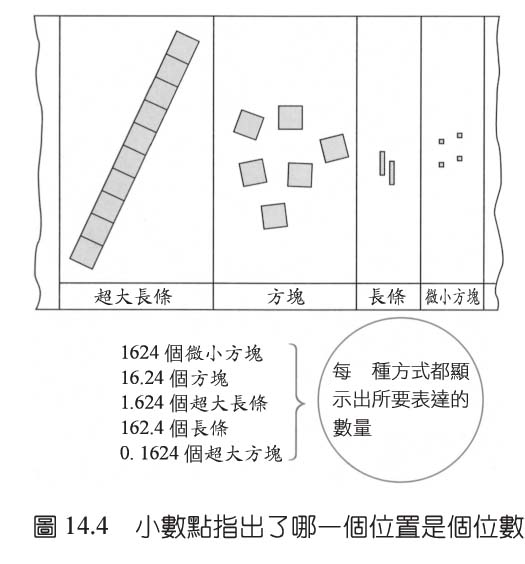 超大長條 方塊 長條 微小方塊
1624 個微小方塊
16.24 個方塊
1.624 個超大長條
162.4 個長條
0. 1624 個超大方塊
每　種方式都顯
示出所要表達的
數量
圖 14.4　小數點指出了哪一個位置是個位數